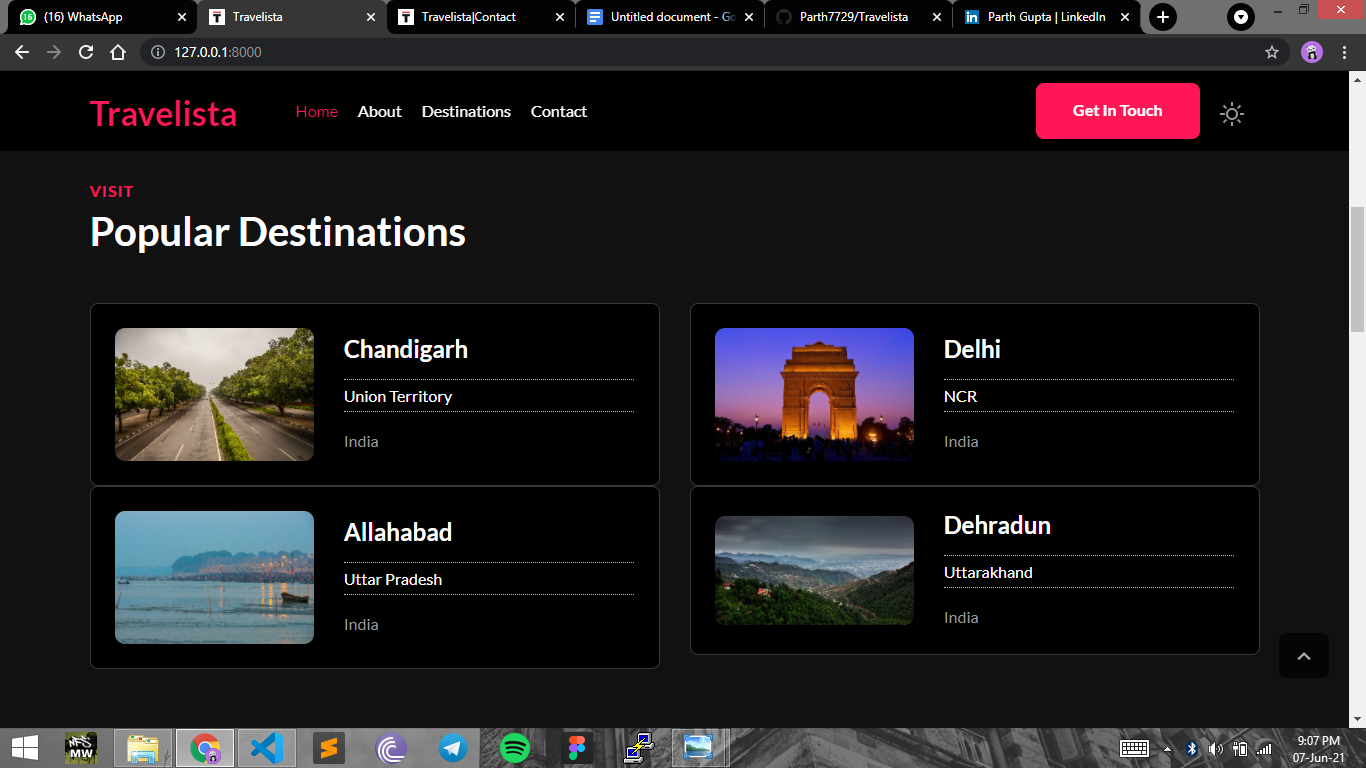 (16) WhatsApp
Travelista
Travelista|Contact
Untitled document - Go
Parth7729/Travelista
Parth Gupta | LinkedIn
127.0.0.1:8000
Travelista
Home
About
Destinations
Contact
Get In Touch
VISIT
Popular Destinations
Chandigarh
Union Territory
India
Delhi
NCR
India
Allahabad
Uttar Pradesh
India
Dehradun
Uttarakhand
India
MW
9:07 PM
07-Jun-21